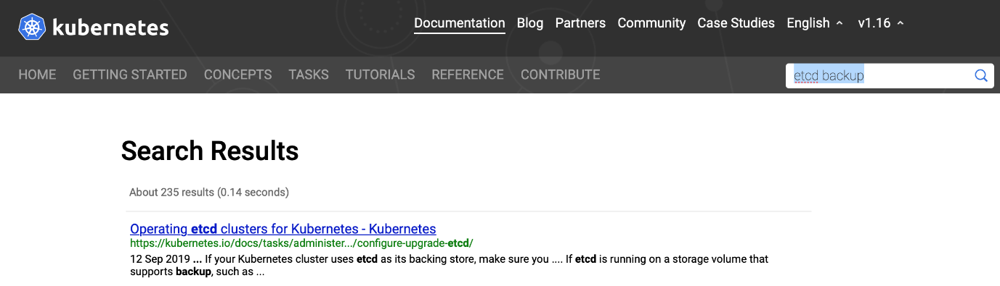 kubernetes
Documentation Blog Partners Community Case Studies English v1.16
HOME GETTING STARTED CONCEPTS TASKS TUTORIALS REFERENCE CONTRIBUTE
etcd backup
Search Results
About 235 results (0.14 seconds)
Operating etcd clusters for Kubernetes - Kubernetes
https://kubernetes.io/docs/tasks/administer.../configure-upgrade-etcd/
12 Sep 2019 ... If your Kubernetes cluster uses etcd as its backing store, make sure you .... If etcd is running on a storage volume that
supports backup, such as ...